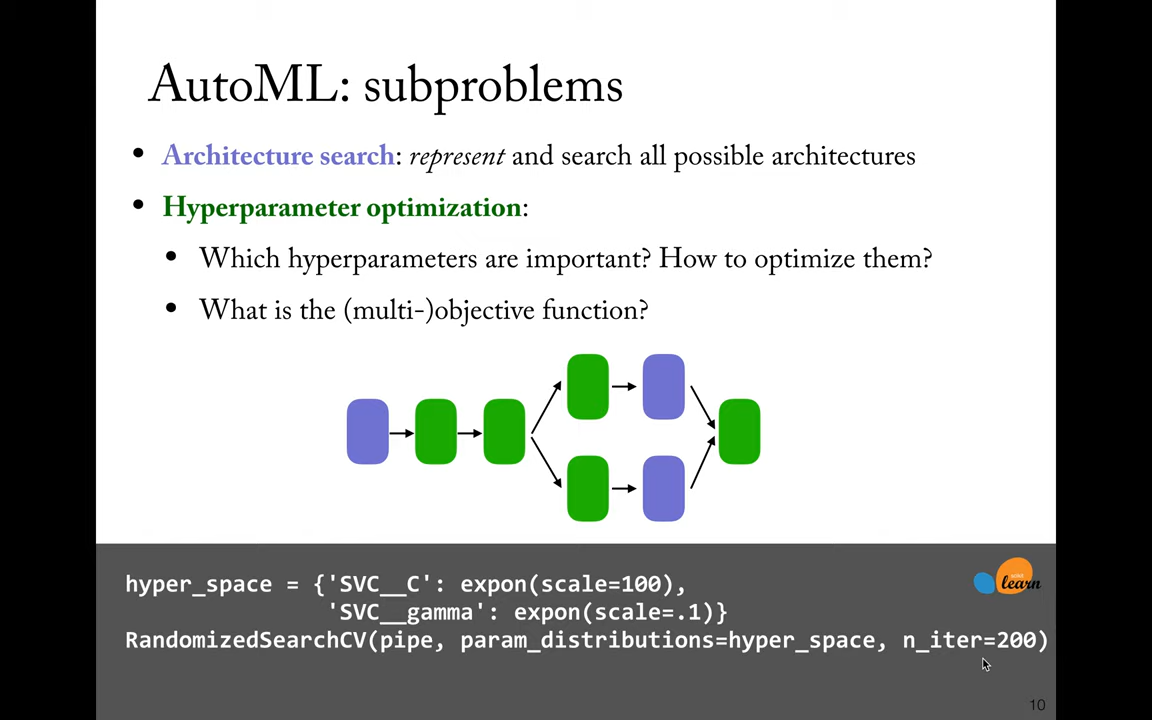 AutoML: subproblems
• Architecture search: represent and search all possible architectures
• Hyperparameter optimization:
• Which hyperparameters are important? How to optimize them?
• What is the (multi-)objective function?
hyper_space = {'SVC__C': expon(scale=100),
'SVC__gamma': expon(scale=.1)}
RandomizedSearchCV(pipe, param_distributions=hyper_space, n_iter=200)
scikit
learn
10